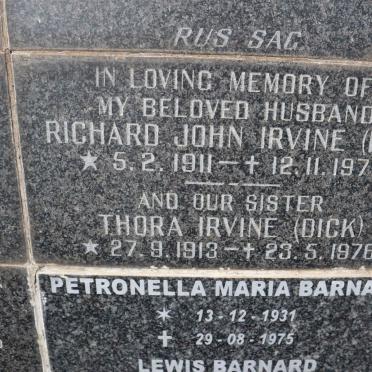 RUS SAG
IN LOVING MEMORY OF
MY BELOVED HUSBAND
RICHARD JOHN IRVINE
★ 5.2.1911 — ✝ 12.11.197
AND OUR SISTER
THORA IRVINE (DICK)
★ 27.9.1913 — ✝ 23.5.1976
PETRONELLA MARIA BARNA
★ 13-12-1931
✝ 29-08-1975
LEWIS BARNARD